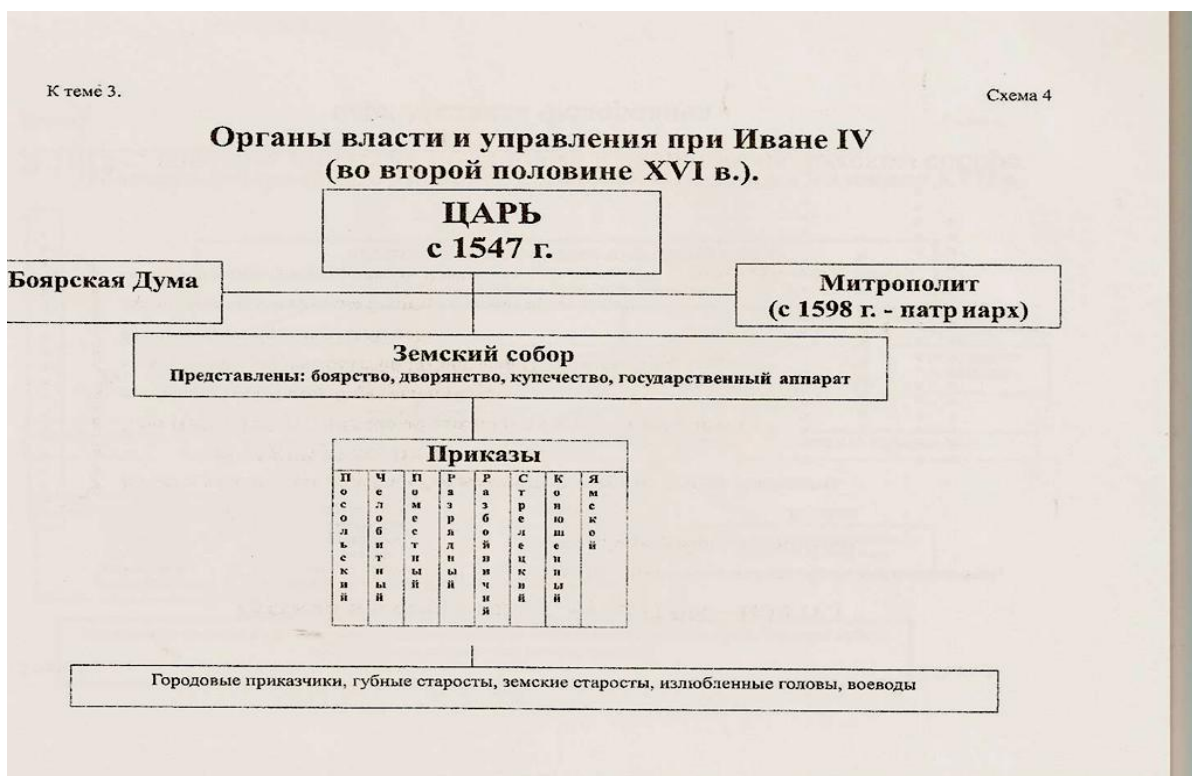 К теме 3.
Схема 4
Органы власти и управления при Иване IV
(во второй половине XVI в.).
ЦАРЬ
с 1547 г.
Боярская Дума
Митрополит
(с 1598 г. - патриарх)
Земский собор
Представлены: боярство, дворянство, купечество, государственный аппарат
Приказы
Посольский
Челобитный
Поместный
Разрядный
Разбойничий
Стрелецкий
Конюшенный
Ямской
Городовые приказчики, губные старосты, земские старосты, излюбленные головы, воеводы